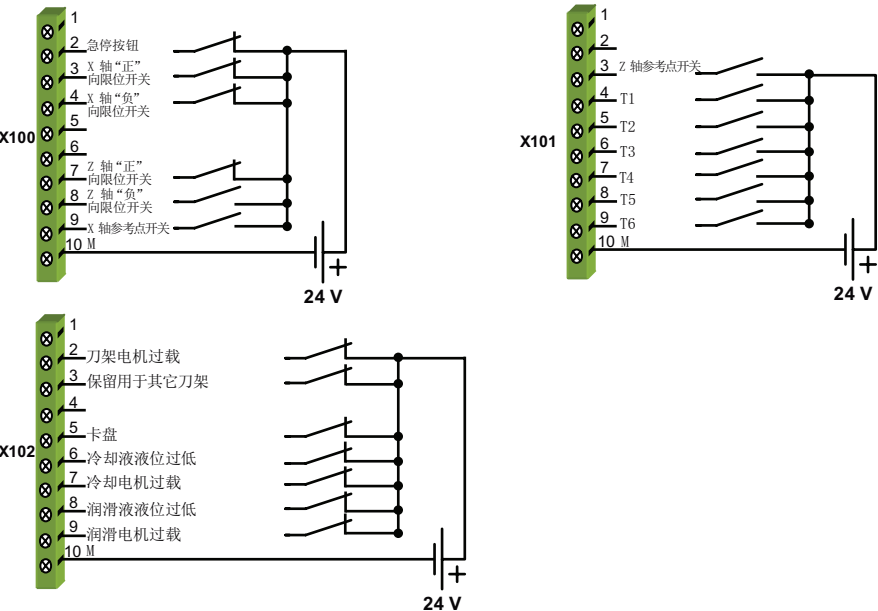 1
2 急停按钮
3 X 轴“正”
向限位开关
4 X 轴“负”
向限位开关
5
X100
6
7 Z 轴“正”
向限位开关
8 Z 轴“负”
向限位开关
9 X 轴参考点开关
10 M
+
24 V
1
2
3 Z 轴参考点开关
4 T1
5 T2
X101
6 T3
7 T4
8 T5
9 T6
10 M
+
24 V
1
2 刀架电机过载
3 保留用于其它刀架
4
5 卡盘
X102
6 冷却液液位过低
7 冷却电机过载
8 润滑液液位过低
9 润滑电机过载
10 M
+
24 V